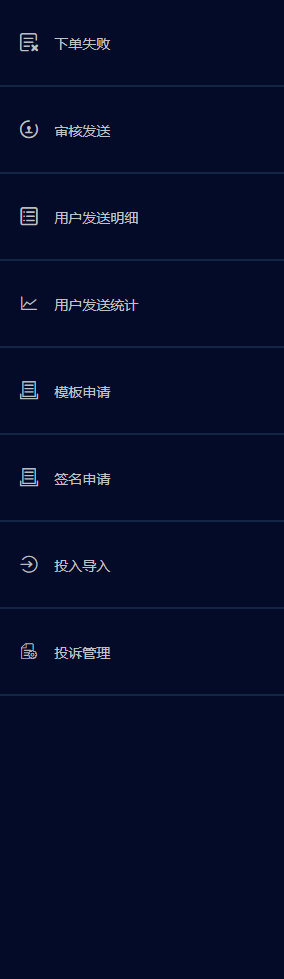 下单失败
审核发送
用户发送明细
用户发送统计
模板申请
签名申请
投入导入
投诉管理